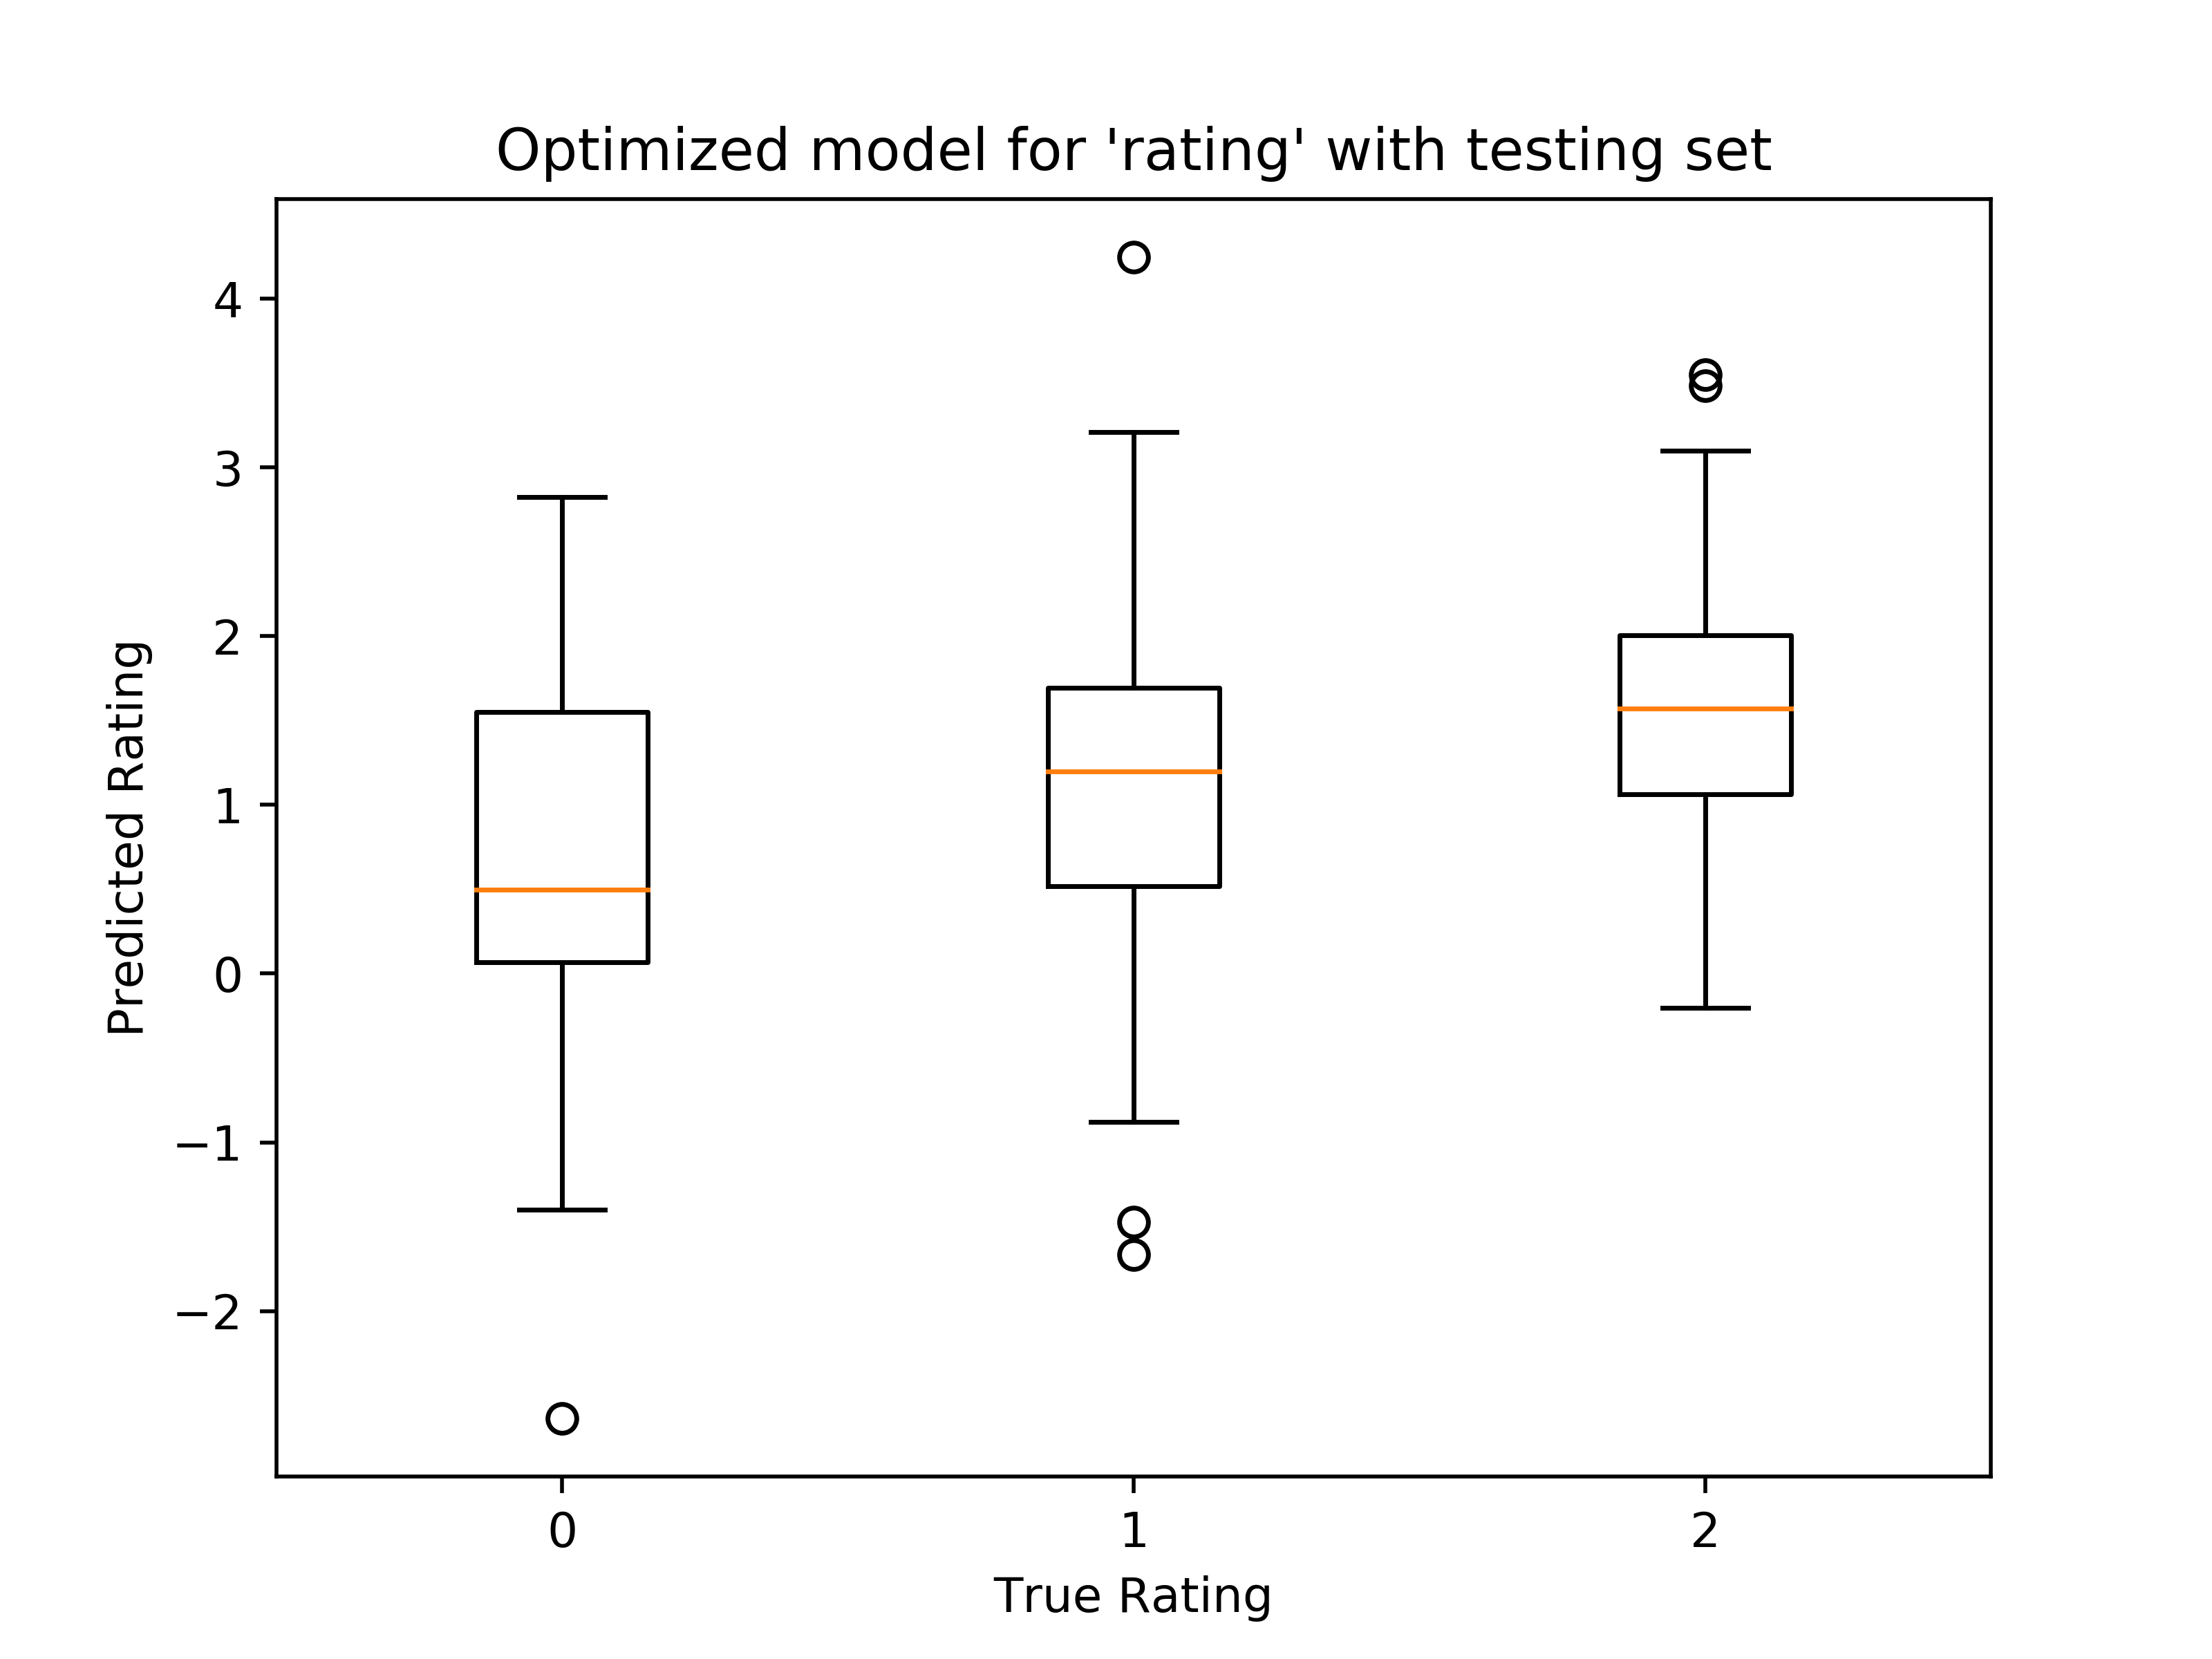 Optimized model for 'rating' with testing set
4
3
2
1
0
−1
−2
Predicted Rating
0 1 2
True Rating